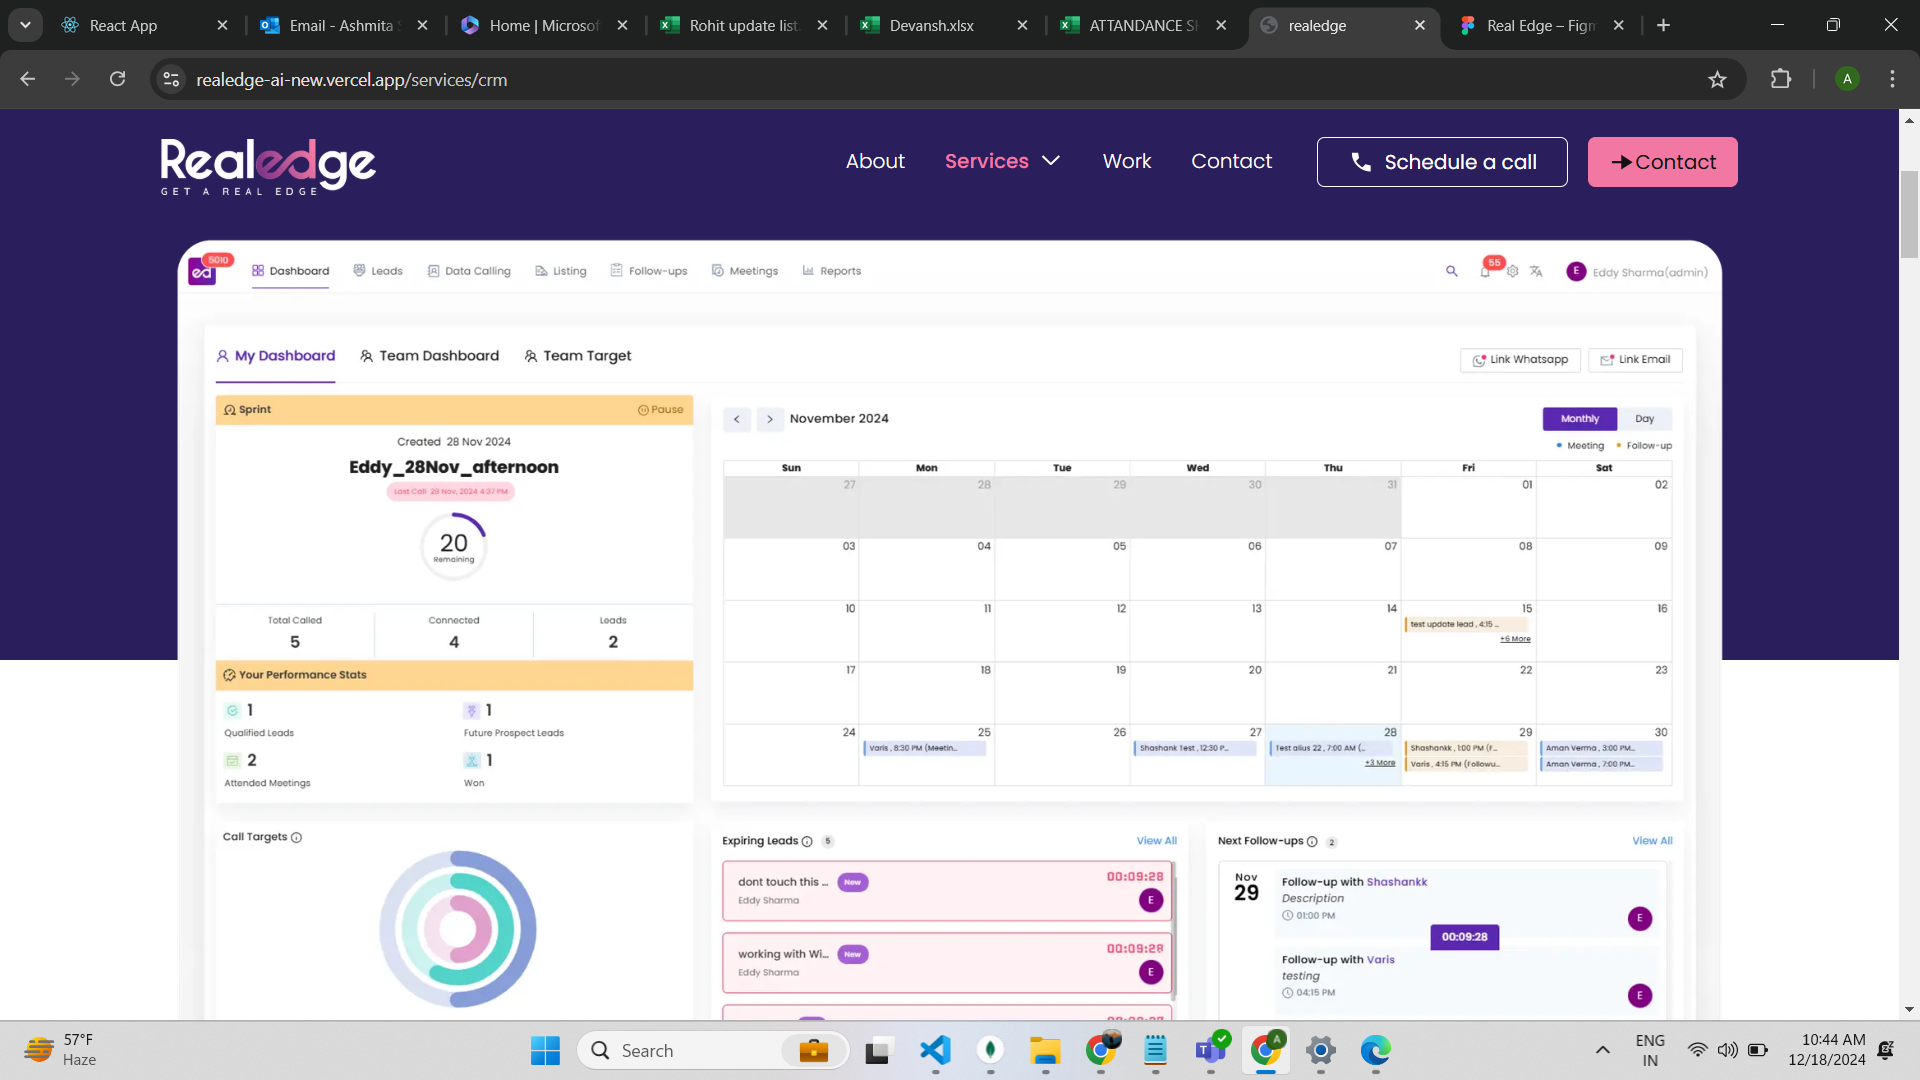 React App
Email - Ashmita S
Home | Microsof
Rohit update list.
Devansh.xlsx
ATTANDANCE SH
realedge
Real Edge – Figm
realedge-ai-new.vercel.app/services/crm
A
Realedge
GET A REAL EDGE
About
Services
Work
Contact
Schedule a call
Contact
ed
5010
Dashboard
Leads
Data Calling
Listing
Follow-ups
Meetings
Reports
55
E
Eddy Sharma(admin)
My Dashboard
Team Dashboard
Team Target
Link Whatsapp
Link Email
Sprint
Pause
Created 28 Nov 2024
Eddy_28Nov_afternoon
Last Call 28 Nov, 2024 4:37 PM
20
Remaining
Total Called
5
Connected
4
Leads
2
Your Performance Stats
1
Qualified Leads
1
Future Prospect Leads
2
Attended Meetings
1
Won
November 2024
Monthly
Day
Meeting
Follow-up
Sun Mon Tue Wed Thu Fri Sat
27 28 29 30 31 01 02
03 04 05 06 07 08 09
10 11 12 13 14 15 16
test update lead , 4:15 ...
+6 More
17 18 19 20 21 22 23
24 25 26 27 28 29 30
Varis , 8:30 PM (Meetin...
Shashank Test , 12:30 P...
Test alius 22 , 7:00 AM (...
+3 More
Shashankk , 1:00 PM (F...
Varis , 4:15 PM (Followu...
Aman Verma , 3:00 PM...
Aman Verma , 7:00 PM...
Call Targets
Expiring Leads
5
View All
dont touch this ...
New
00:09:28
Eddy Sharma
E
working with Wi...
New
00:09:28
Eddy Sharma
E
Next Follow-ups
2
View All
Nov
29
Follow-up with Shashankk
Description
01:00 PM
E
00:09:28
Follow-up with Varis
testing
04:15 PM
E
57°F
Haze
Search
A
ENG
IN
10:44 AM
12/18/2024